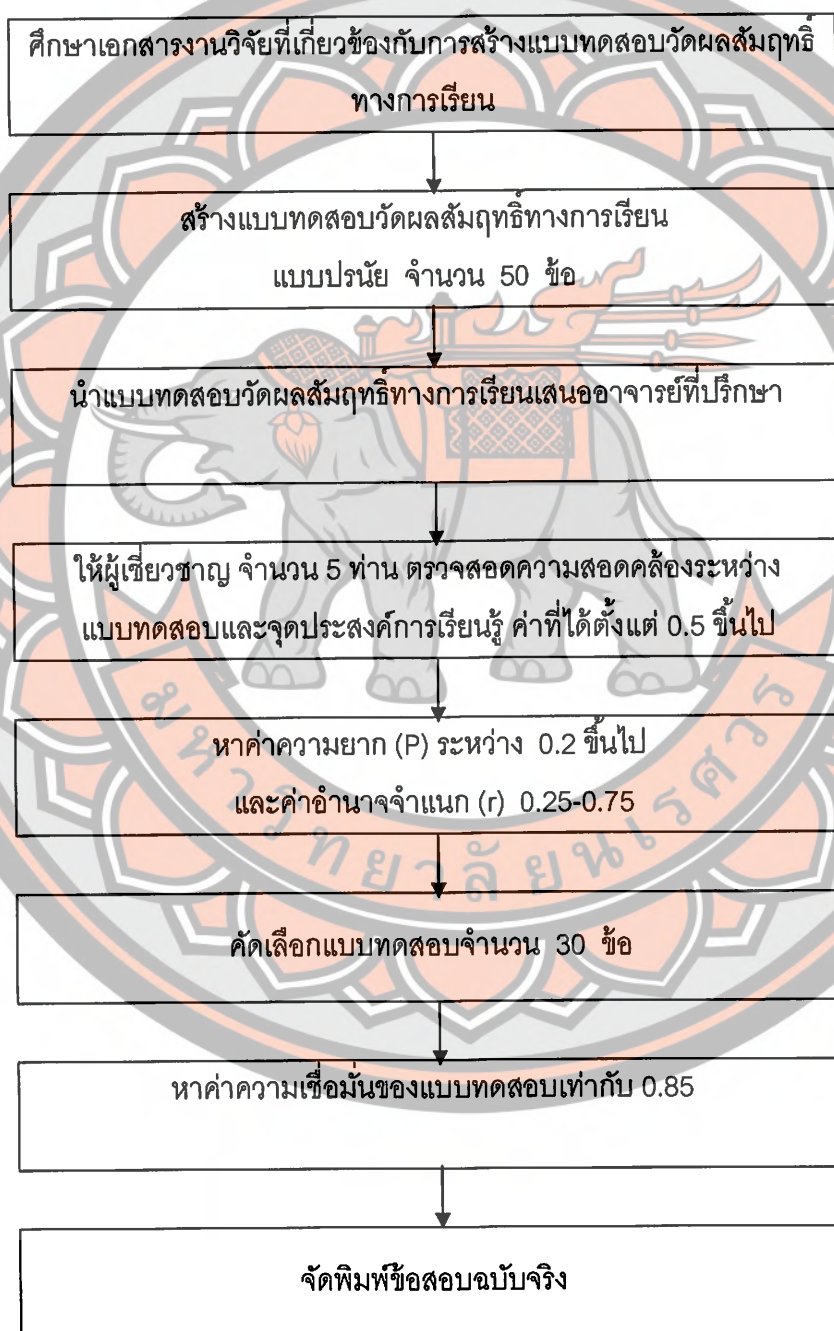 ศึกษาเอกสารงานวิจัยที่เกี่ยวข้องกับการสร้างแบบทดสอบวัดผลสัมฤทธิ์
ทางการเรียน
สร้างแบบทดสอบวัดผลสัมฤทธิ์ทางการเรียน
แบบปรนัย จำนวน 50 ข้อ
นำแบบทดสอบวัดผลสัมฤทธิ์ทางการเรียนเสนออาจารย์ที่ปรึกษา
ให้ผู้เชี่ยวชาญ จำนวน 5 ท่าน ตรวจสอดความสอดคล้องระหว่าง
แบบทดสอบและจุดประสงค์การเรียนรู้ ค่าที่ได้ตั้งแต่ 0.5 ขึ้นไป
หาค่าความยาก (P) ระหว่าง 0.2 ขึ้นไป
และค่าอำนาจจำแนก (r) 0.25-0.75
มหาวิทยาลัยนเรศวร
คัดเลือกแบบทดสอบจำนวน 30 ข้อ
หาค่าความเชื่อมั่นของแบบทดสอบเท่ากับ 0.85
จัดพิมพ์ข้อสอบฉบับจริง